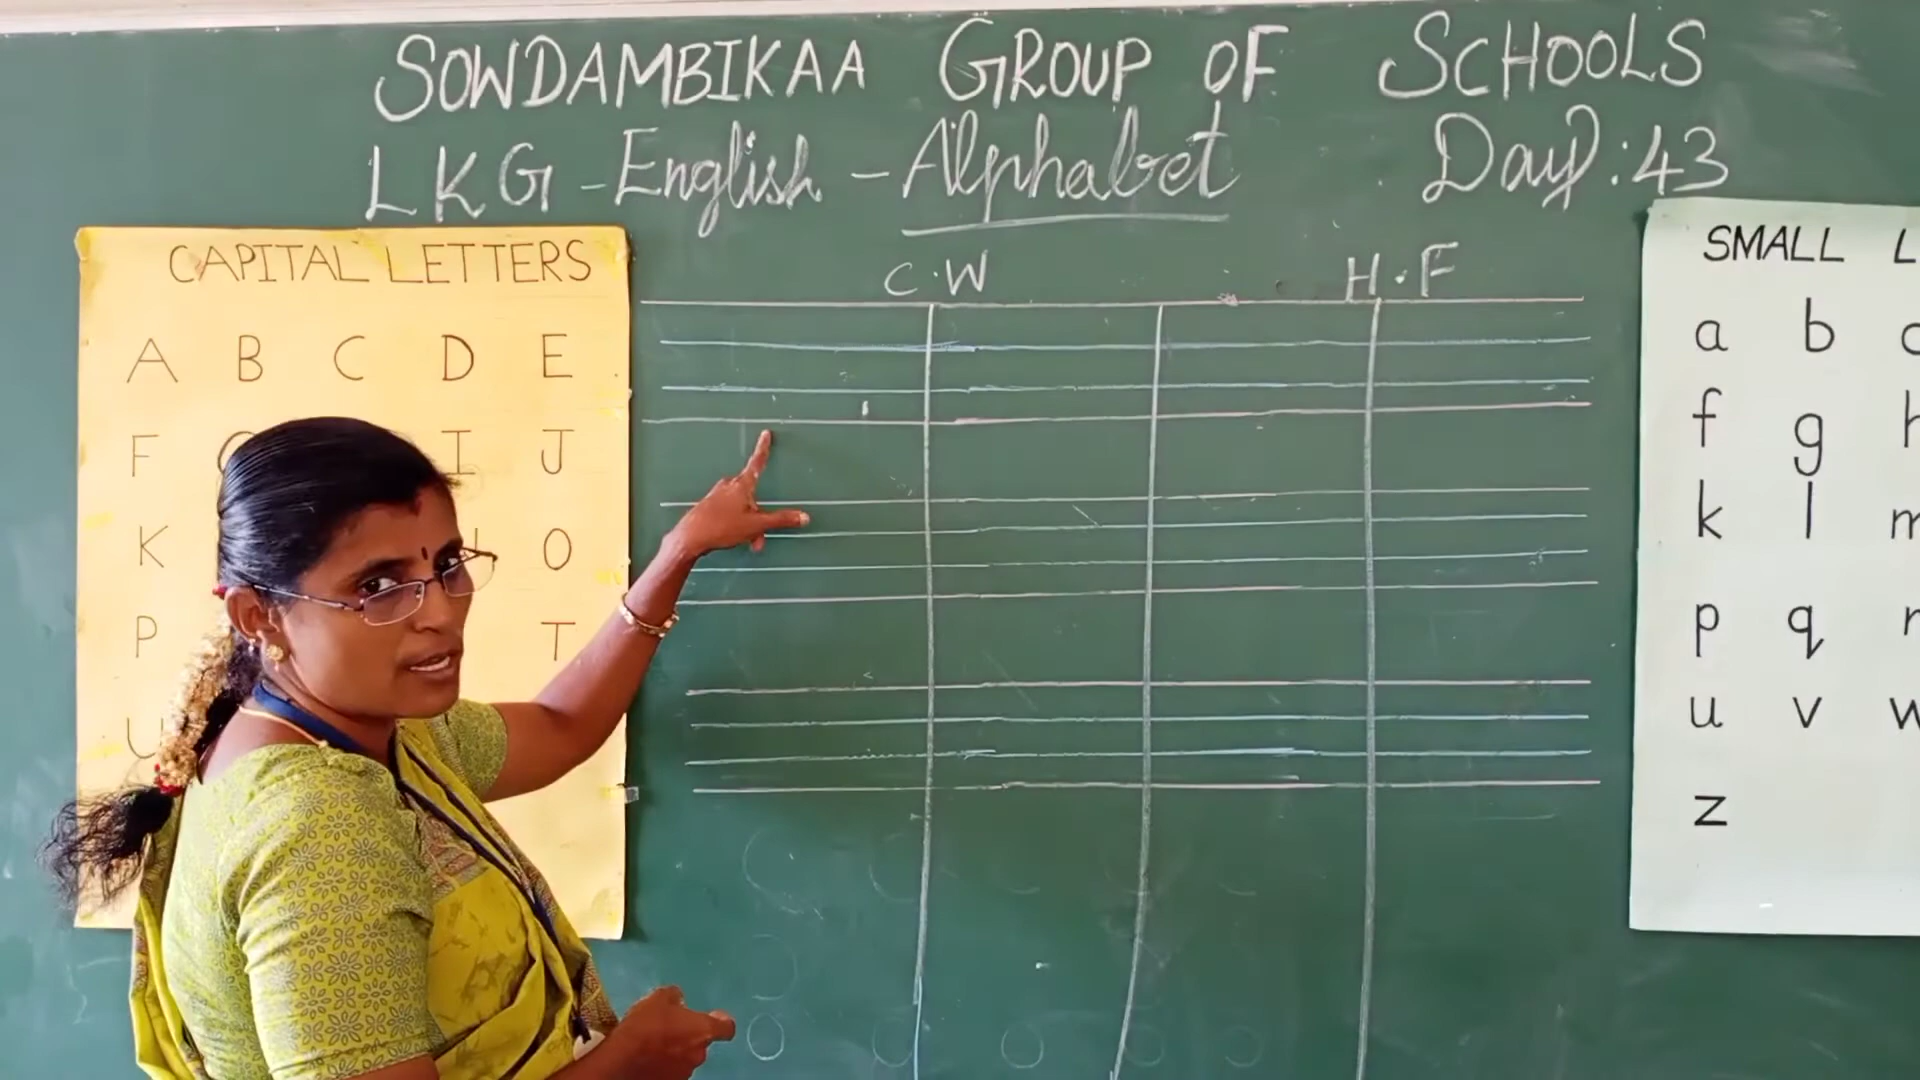 SOWDAMBIKAA GROUP OF SCHOOLS
LKG - English - Alphabet Day: 43
C.W H.F
CAPITAL LETTERS
A B C D E
F I J
K O
P T
U
SMALL L
a b c
f g h
k l m
p q r
u v w
z